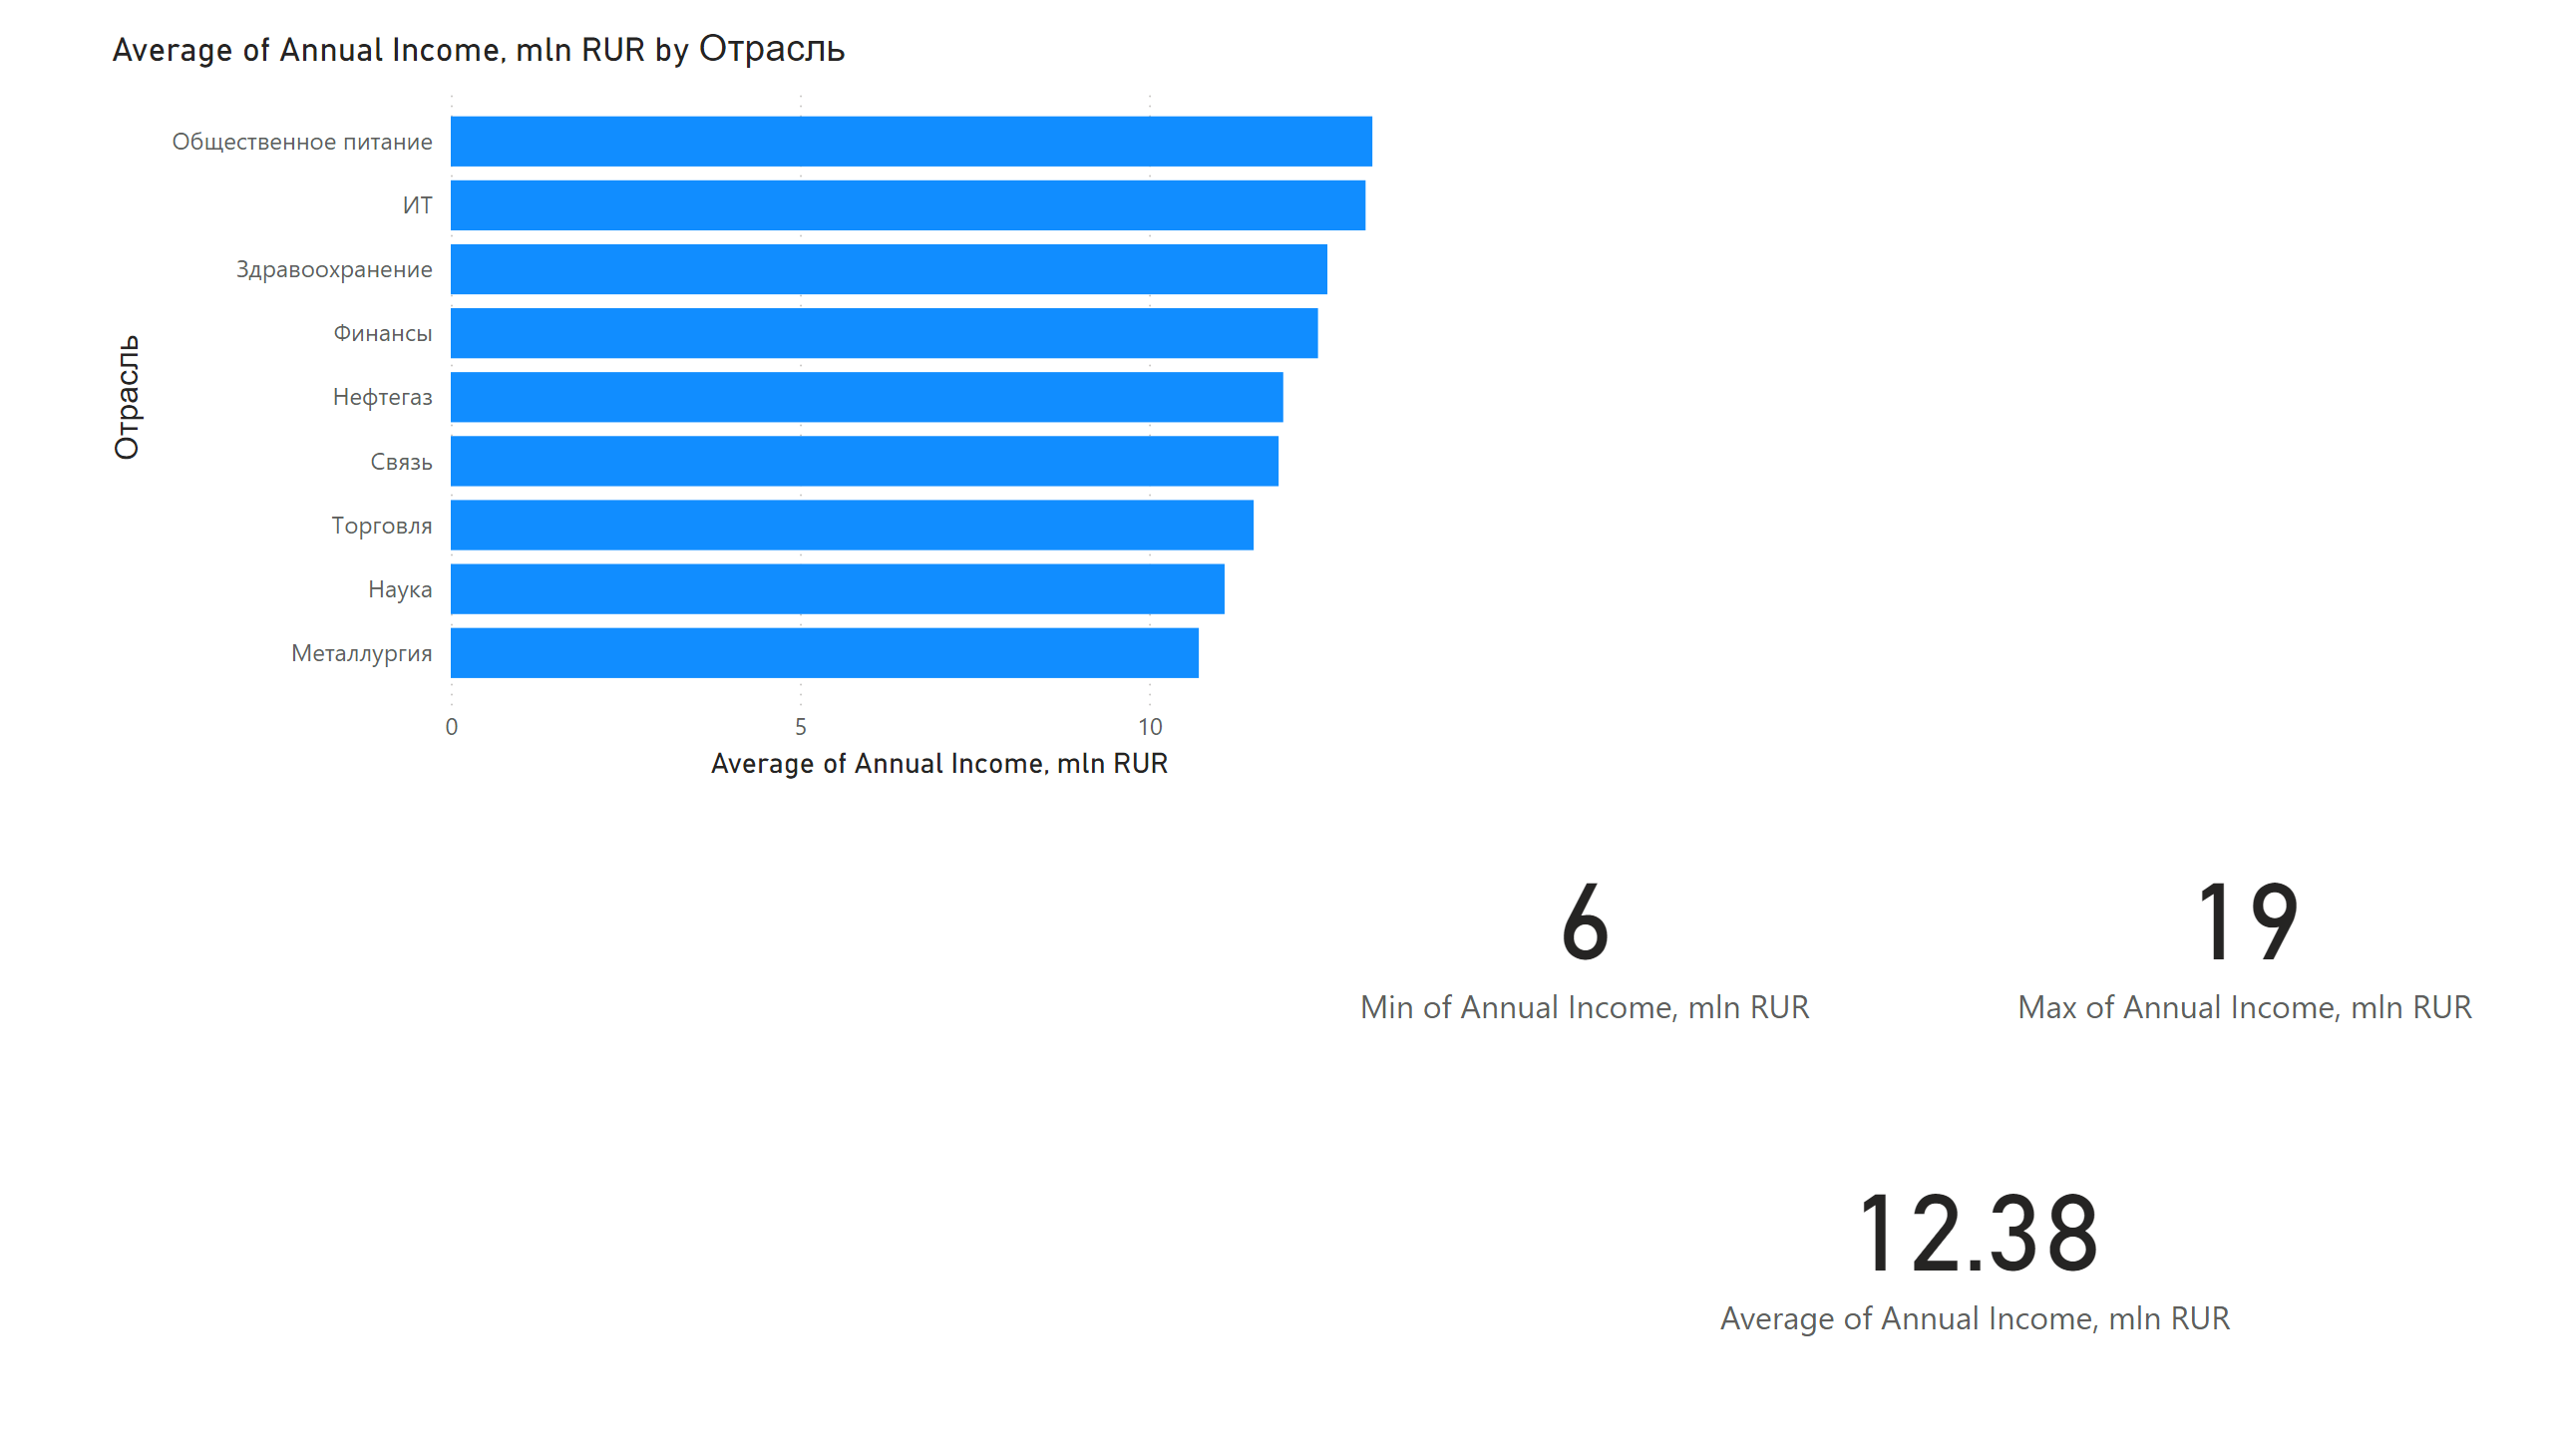 Average of Annual Income, mln RUR by Отрасль
Отрасль
Общественное питание
ИТ
Здравоохранение
Финансы
Нефтегаз
Связь
Торговля
Наука
Металлургия
0 5 10
Average of Annual Income, mln RUR
6 19
Min of Annual Income, mln RUR Max of Annual Income, mln RUR
12.38
Average of Annual Income, mln RUR